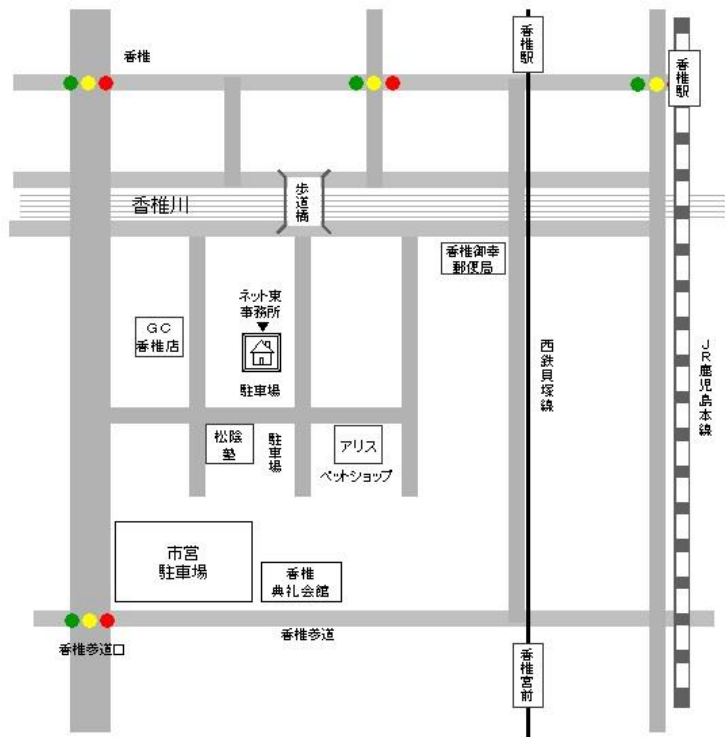 香椎
香椎駅
香椎駅
香椎川
歩道橋
香椎御幸
郵便局
ネット東
事務所
GC
香椎店
駐車場
西鉄貝塚線
JR鹿児島本線
松陰
塾
駐車場
アリス
ペットショップ
市営
駐車場
香椎
典礼会館
香椎参道
香椎参道口
香椎宮前